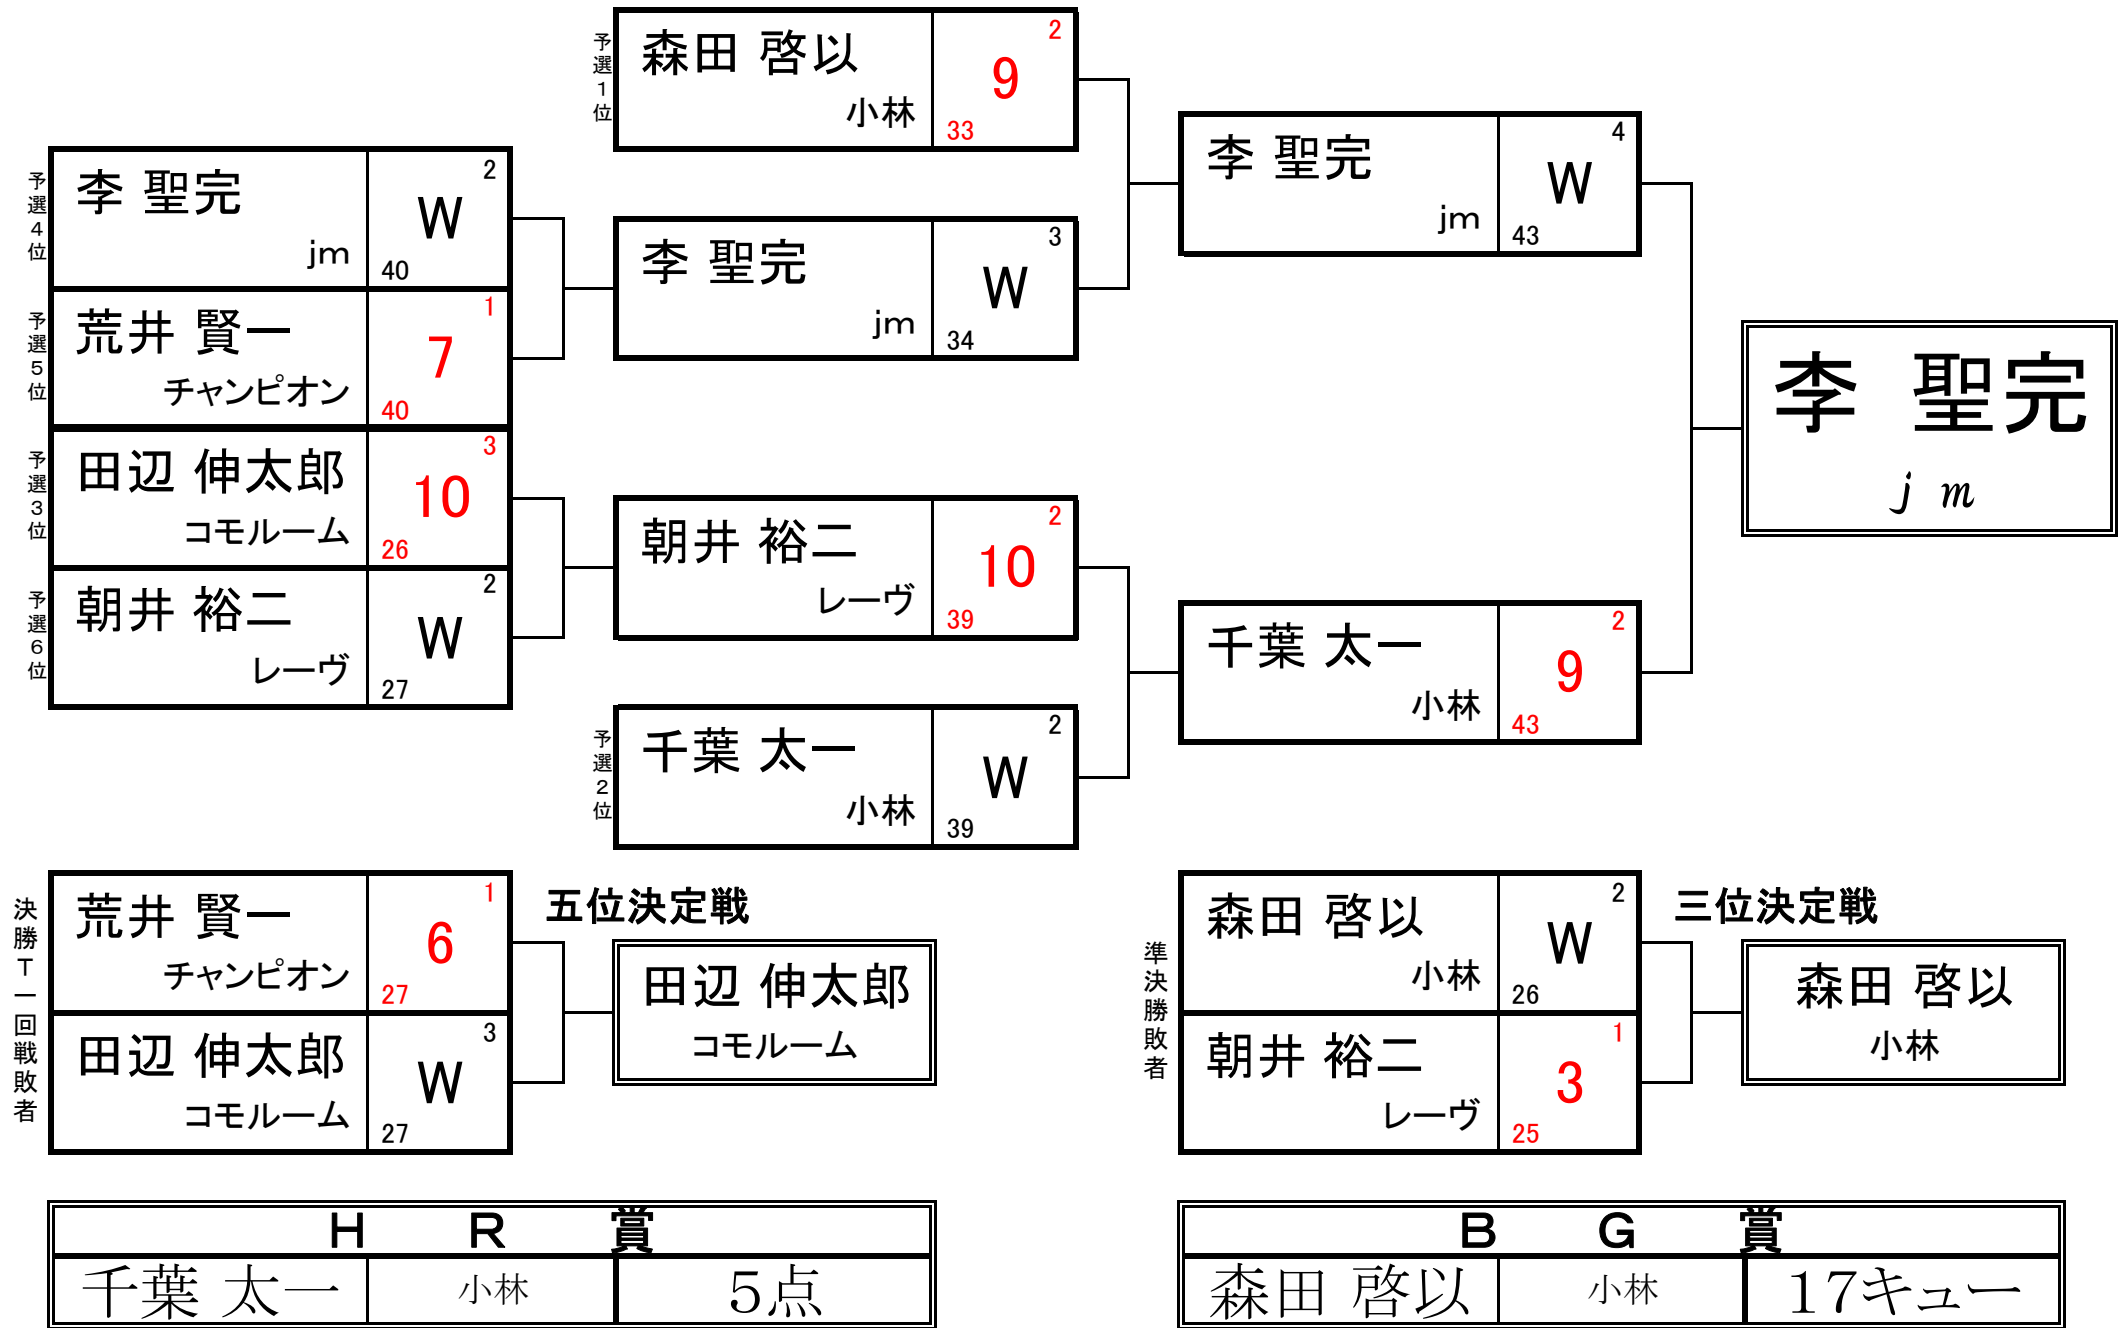 予選1位
森田 啓以
小林
9
2
33
予選4位
李 聖完
jm
W
2
40
予選5位
荒井 賢一
チャンピオン
7
1
40
予選3位
田辺 伸太郎
コモルーム
10
3
26
予選6位
朝井 裕二
レーヴ
W
2
27
李 聖完
jm
W
3
34
朝井 裕二
レーヴ
10
2
39
予選2位
千葉 太一
小林
W
2
39
李 聖完
jm
W
4
43
千葉 太一
小林
9
2
43
李 聖完
jm
決勝T一回戦敗者
荒井 賢一
チャンピオン
6
1
27
田辺 伸太郎
コモルーム
W
3
27
五位決定戦
田辺 伸太郎
コモルーム
準決勝敗者
森田 啓以
小林
W
2
26
朝井 裕二
レーヴ
3
1
25
三位決定戦
森田 啓以
小林
H R 賞
千葉 太一 小林 5点
B G 賞
森田 啓以 小林 17キュー